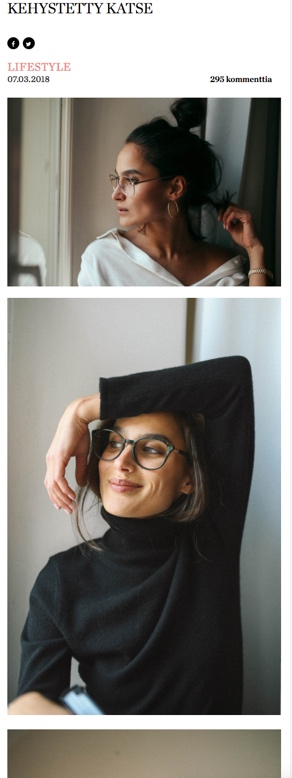 KEHYSTETTY KATSE
LIFESTYLE
07.03.2018
295 kommenttia